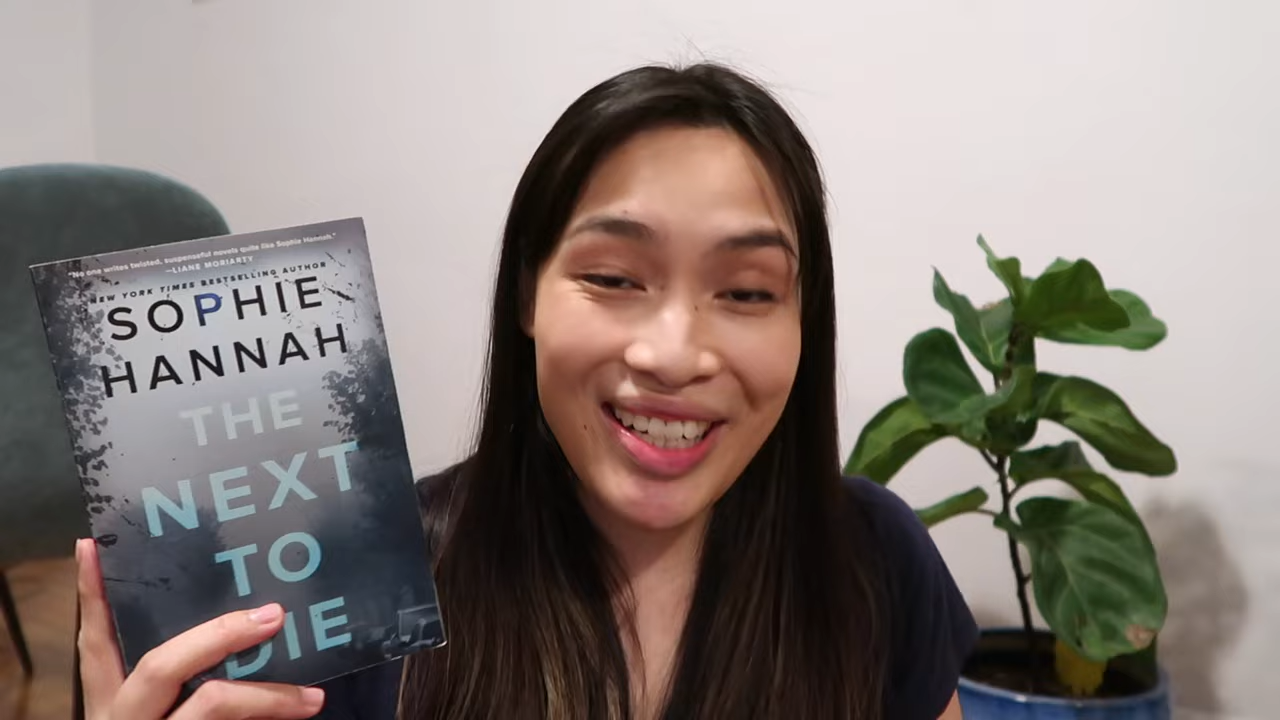 "No one writes twisted, suspenseful novels quite like Sophie Hannah."
—LIANE MORIARTY
NEW YORK TIMES BESTSELLING AUTHOR
SOPHIE
HANNAH
THE
NEXT
TO
DIE